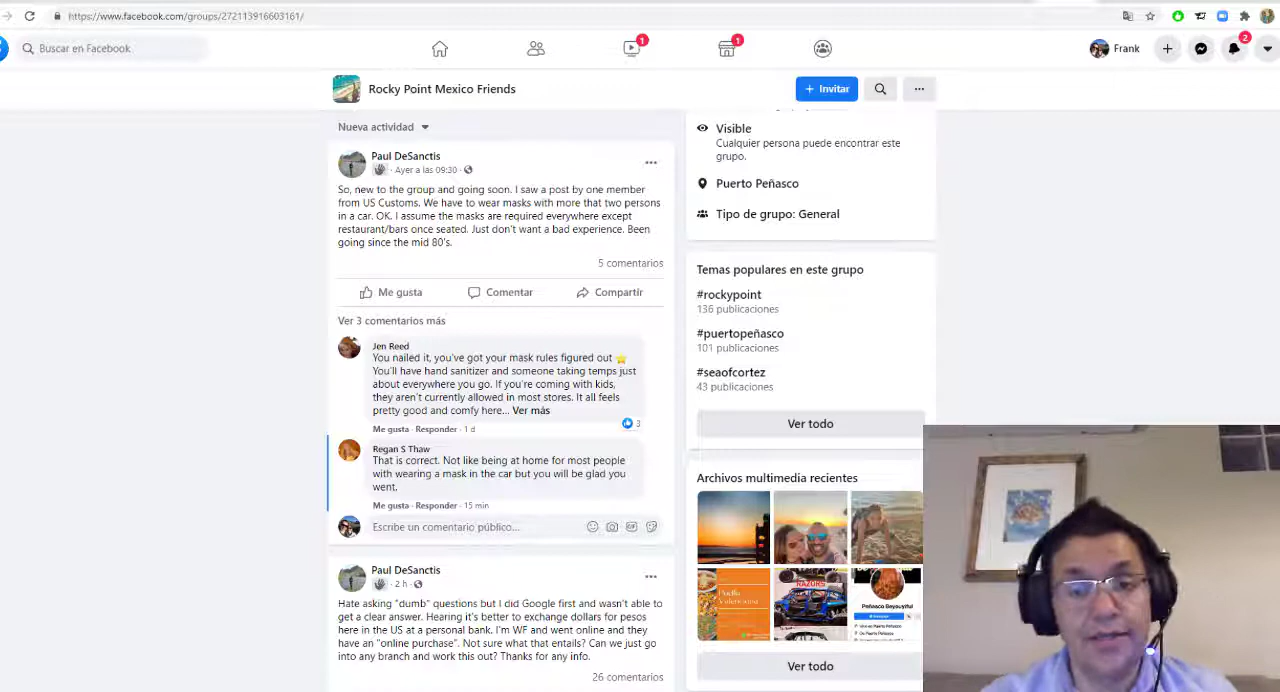 https://www.facebook.com/groups/272113916603161/
Buscar en Facebook
1
1
Frank
2
Rocky Point Mexico Friends
+ Invitar
Nueva actividad
Paul DeSanctis
· Ayer a las 09:30 ·
So, new to the group and going soon. I saw a post by one member
from US Customs. We have to wear masks with more that two persons
in a car. OK. I assume the masks are required everywhere except
restaurant/bars once seated. Just don't want a bad experience. Been
going since the mid 80's.
5 comentarios
Me gusta
Comentar
Compartir
Ver 3 comentarios más
Jen Reed
You nailed it, you've got your mask rules figured out
You'll have hand sanitizer and someone taking temps just
about everywhere you go. If you're coming with kids,
they aren't currently allowed in most stores. It all feels
pretty good and comfy here... Ver más
3
Me gusta · Responder · 1 d
Regan S Thaw
That is correct. Not like being at home for most people
with wearing a mask in the car but you will be glad you
went.
Me gusta · Responder · 15 min
Escribe un comentario público...
GIF
Paul DeSanctis
· 2 h ·
Hate asking "dumb" questions but I did Google first and wasn't able to
get a clear answer. Hearing it's better to exchange dollars for pesos
here in the US at a personal bank. I'm WF and went online and they
have an "online purchase". Not sure what that entails? Can we just go
into any branch and work this out? Thanks for any info.
26 comentarios
Visible
Cualquier persona puede encontrar este
grupo.
Puerto Peñasco
Tipo de grupo: General
Temas populares en este grupo
#rockypoint
136 publicaciones
#puertopeñasco
101 publicaciones
#seaofcortez
43 publicaciones
Ver todo
Archivos multimedia recientes
Paella
Valenciana
RAZORS
Peñasco Beyouytiful
Ver todo